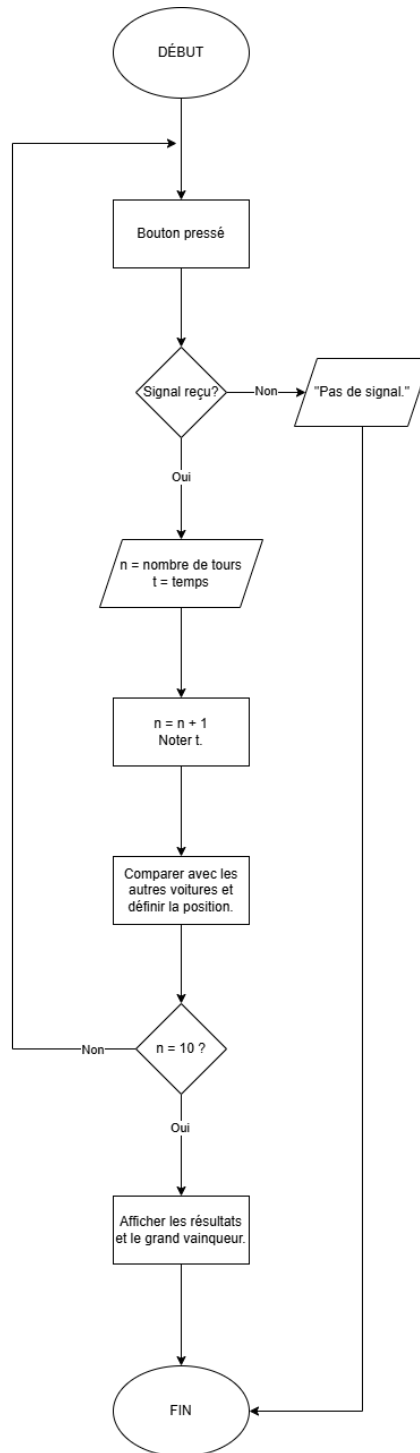 DÉBUT
Bouton pressé
Signal reçu?
Non
"Pas de signal."
Oui
n = nombre de tours
t = temps
n = n + 1
Noter t.
Comparer avec les
autres voitures et
définir la position.
n = 10 ?
Non
Oui
Afficher les résultats
et le grand vainqueur.
FIN